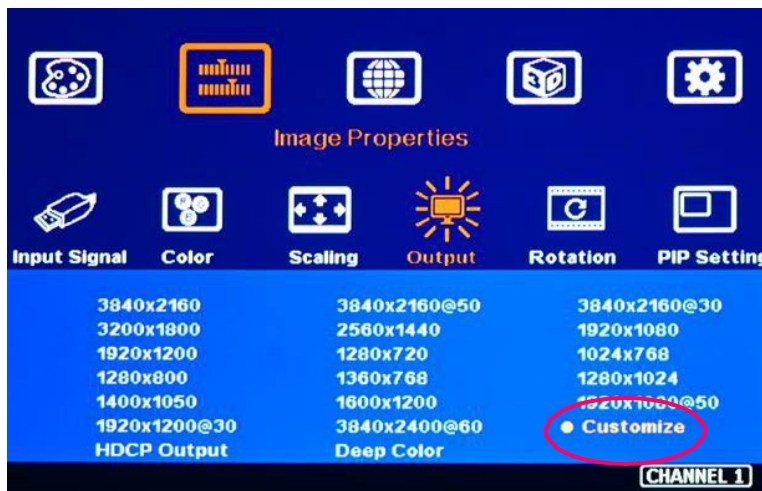 3D
Image Properties
Input Signal Color Scaling Output Rotation PIP Setting
3840x2160 3840x2160@50 3840x2160@30
3200x1800 2560x1440 1920x1080
1920x1200 1280x720 1024x768
1280x800 1360x768 1280x1024
1400x1050 1600x1200 1920x1080@50
1920x1200@30 3840x2400@60 Customize
HDCP Output Deep Color
CHANNEL 1